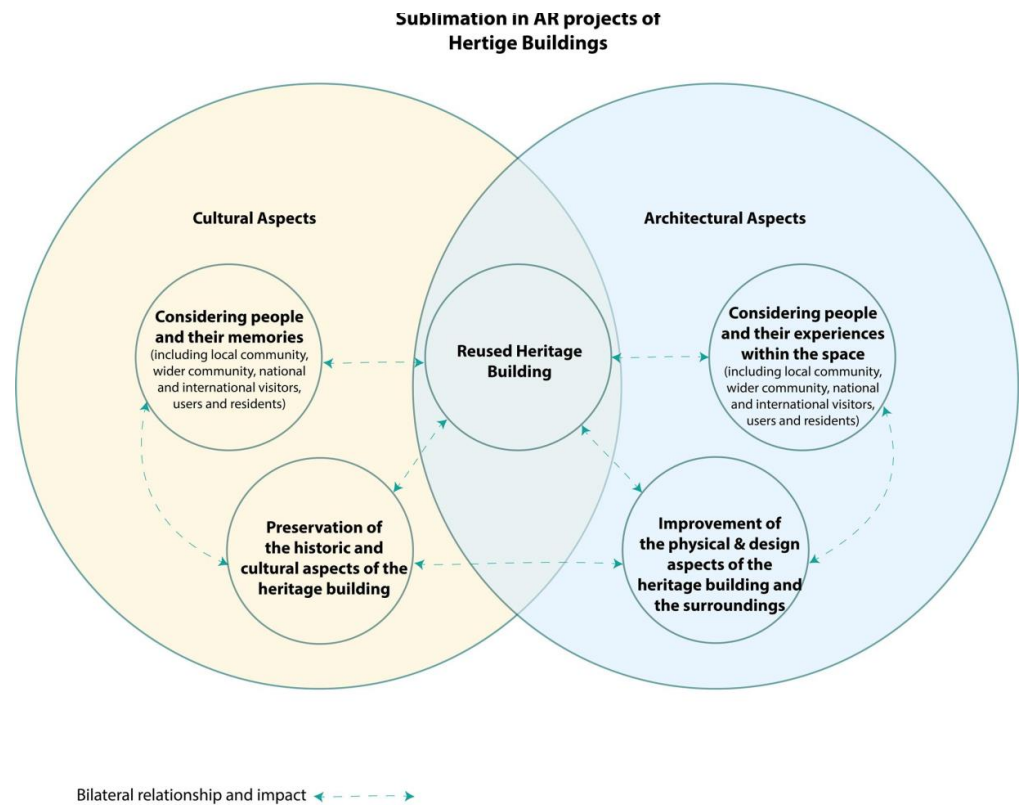 Sublimation in AR projects of
Hertige Buildings
Cultural Aspects
Architectural Aspects
Considering people
and their memories
(including local community,
wider community, national
and international visitors,
users and residents)
Reused Heritage
Building
Considering people
and their experiences
within the space
(including local community,
wider community, national
and international visitors,
users and residents)
Preservation of
the historic and
cultural aspects of the
heritage building
Improvement of
the physical & design
aspects of the
heritage building and
the surroundings
Bilateral relationship and impact